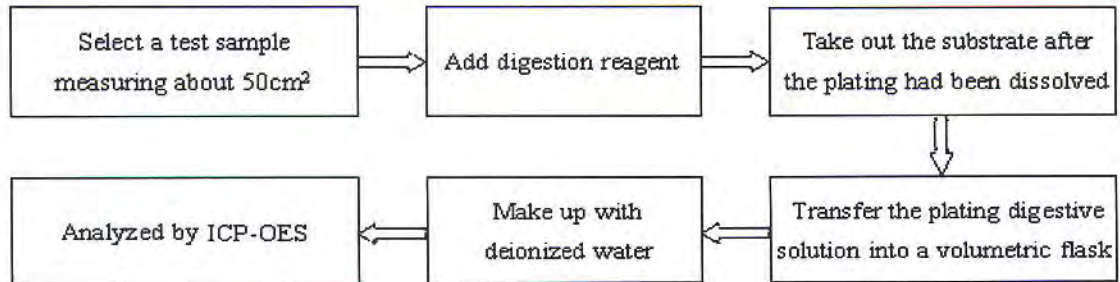 Select a test sample
measuring about 50cm²
Add digestion reagent
Take out the substrate after
the plating had been dissolved
Transfer the plating digestive
solution into a volumetric flask
Make up with
deionized water
Analyzed by ICP-OES